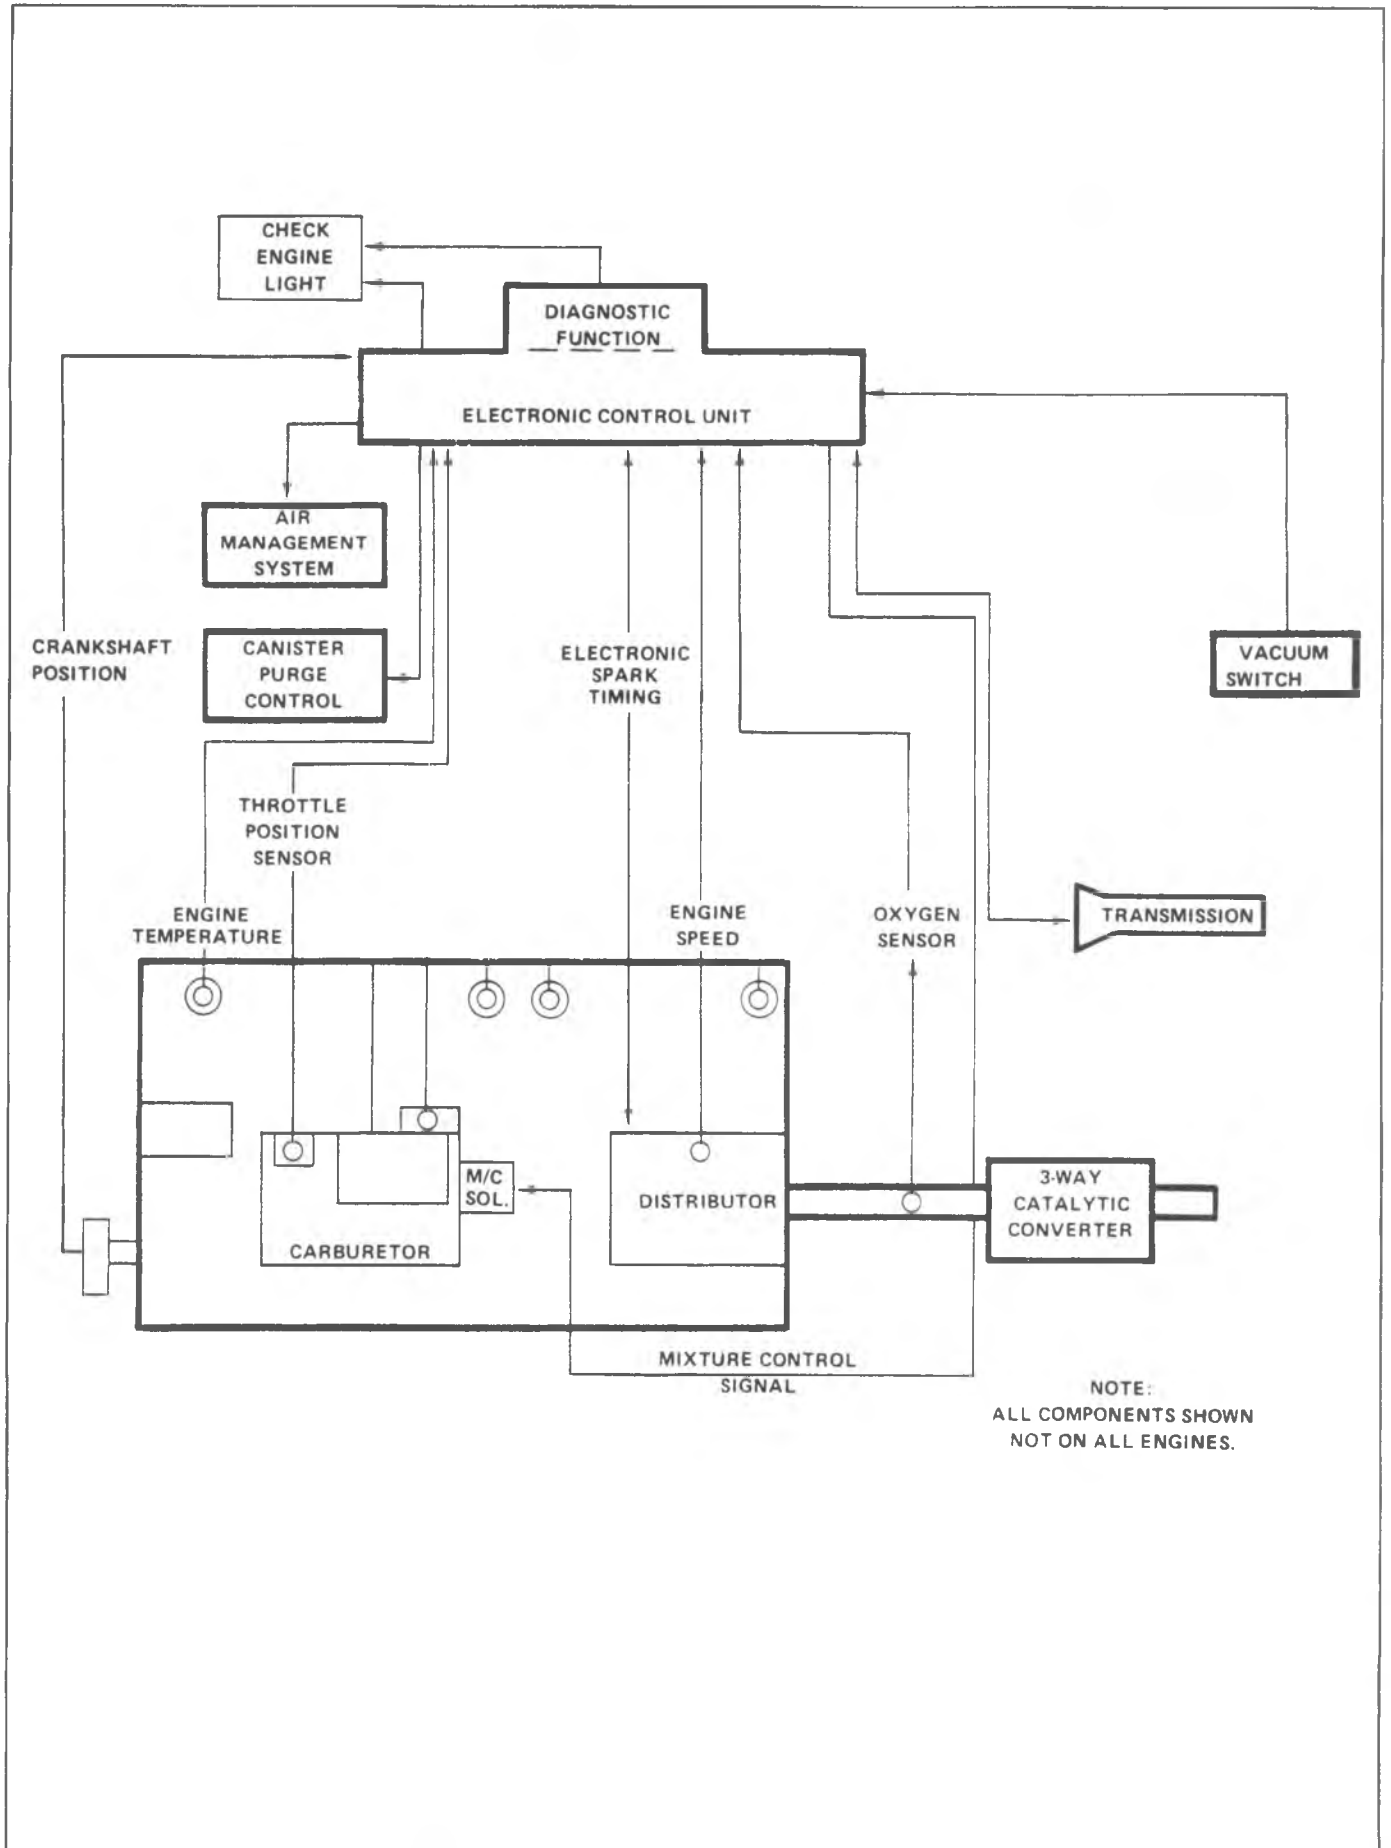 CHECK
ENGINE
LIGHT
DIAGNOSTIC
FUNCTION
ELECTRONIC CONTROL UNIT
AIR
MANAGEMENT
SYSTEM
CRANKSHAFT
POSITION
CANISTER
PURGE
CONTROL
ELECTRONIC
SPARK
TIMING
VACUUM
SWITCH
THROTTLE
POSITION
SENSOR
ENGINE
TEMPERATURE
ENGINE
SPEED
OXYGEN
SENSOR
TRANSMISSION
M/C
SOL.
CARBURETOR
DISTRIBUTOR
3-WAY
CATALYTIC
CONVERTER
MIXTURE CONTROL
SIGNAL
NOTE:
ALL COMPONENTS SHOWN
NOT ON ALL ENGINES.